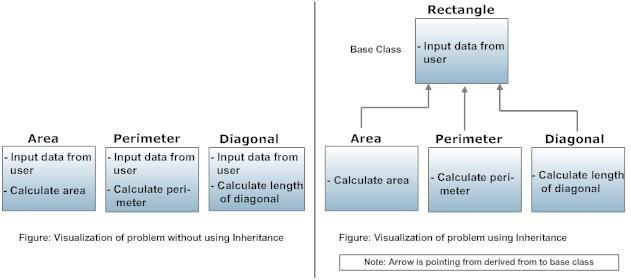 Area
- Input data from
user
- Calculate area
Perimeter
- Input data from
user
- Calculate peri-
meter
Diagonal
- Input data from
user
- Calculate length
of diagonal
Figure: Visualization of problem without using Inheritance
Rectangle
Base Class
- Input data from
user
Area
- Calculate area
Perimeter
- Calculate peri-
meter
Diagonal
- Calculate length
of diagonal
Figure: Visualization of problem using Inheritance
Note: Arrow is pointing from derived from to base class